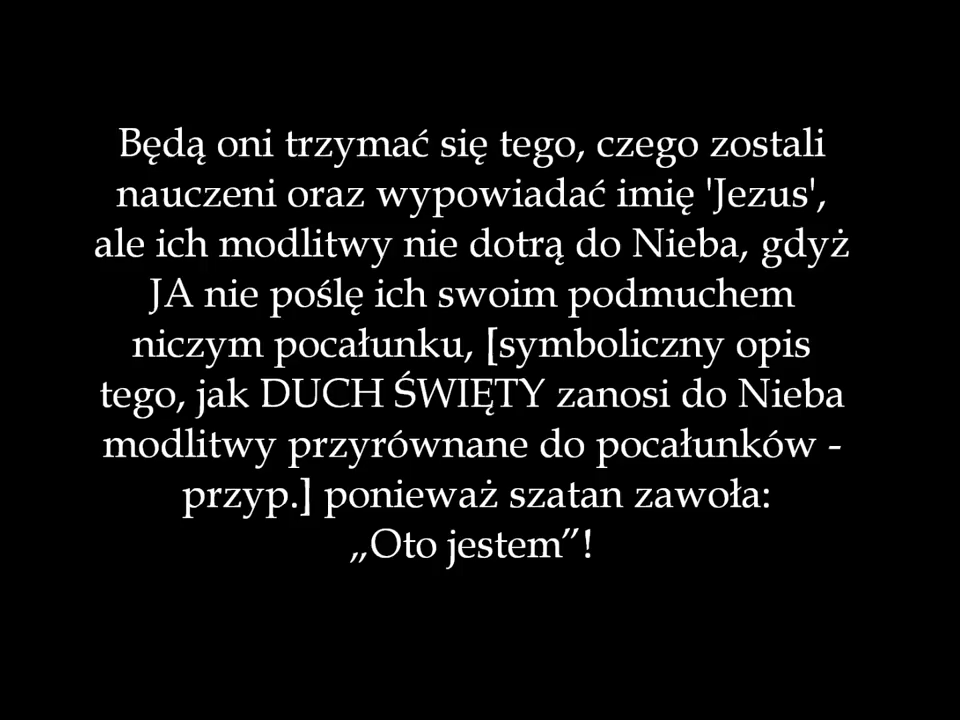 Będą oni trzymać się tego, czego zostali
nauczeni oraz wypowiadać imię 'Jezus',
ale ich modlitwy nie dotrą do Nieba, gdyż
JA nie poślę ich swoim podmuchem
niczym pocałunku, [symboliczny opis
tego, jak DUCH ŚWIĘTY zanosi do Nieba
modlitwy przyrównane do pocałunków -
przyp.] ponieważ szatan zawoła:
„Oto jestem”!